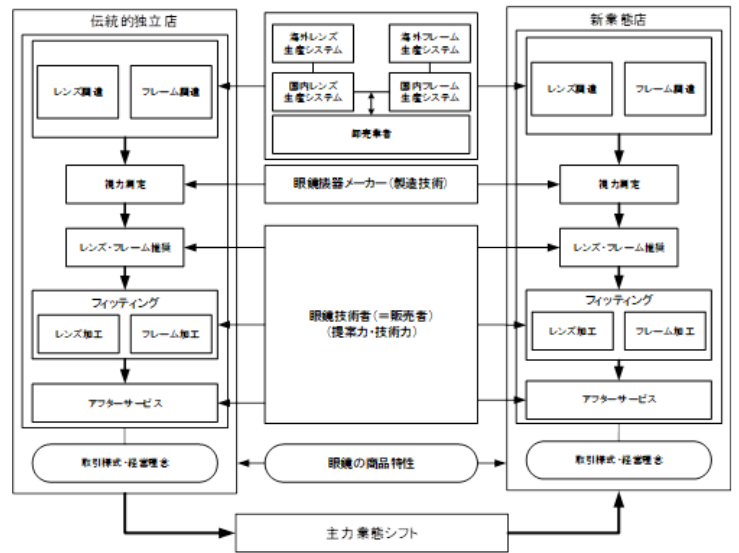 伝統的独立店
レンズ調達
フレーム調達
視力測定
レンズ・フレーム推奨
フィッティング
レンズ加工
フレーム加工
アフターサービス
取引様式・経営理念
海外レンズ
生産システム
海外フレーム
生産システム
国内レンズ
生産システム
国内フレーム
生産システム
卸売業者
眼鏡機器メーカー(製造技術)
眼鏡技術者(=販売者)
(提案力・技術力)
眼鏡の商品特性
新業態店
レンズ調達
フレーム調達
視力測定
レンズ・フレーム推奨
フィッティング
レンズ加工
フレーム加工
アフターサービス
取引様式・経営理念
主力業態シフト